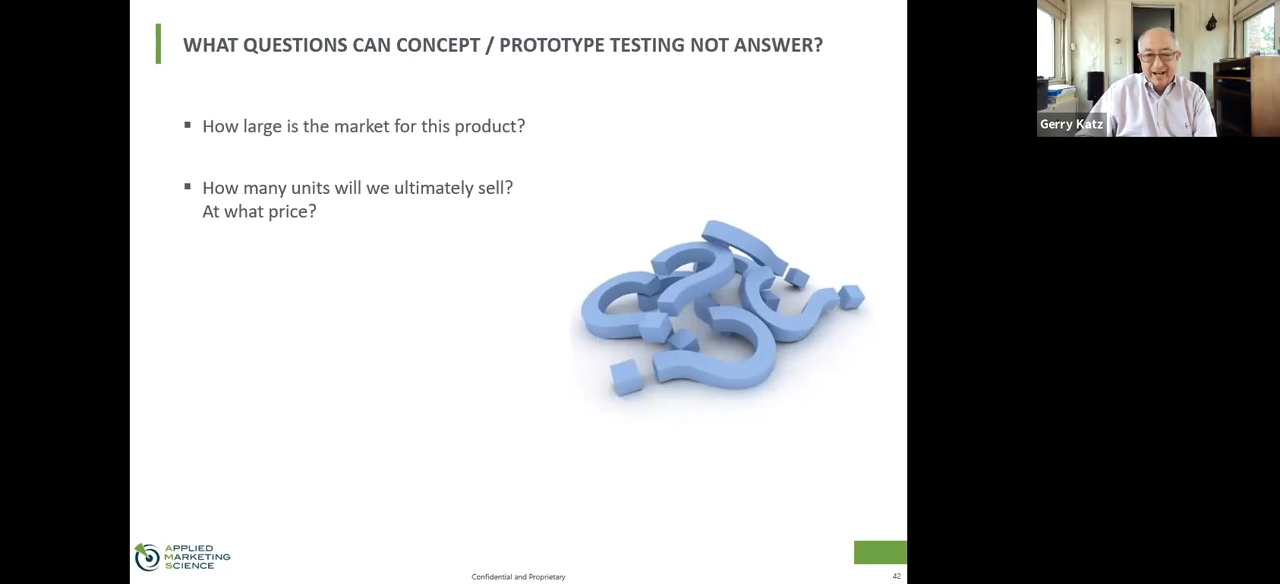 WHAT QUESTIONS CAN CONCEPT / PROTOTYPE TESTING NOT ANSWER?
Gerry Katz
▪ How large is the market for this product?
▪ How many units will we ultimately sell?
At what price?
APPLIED
MARKETING
SCIENCE
Confidential and Proprietary
42